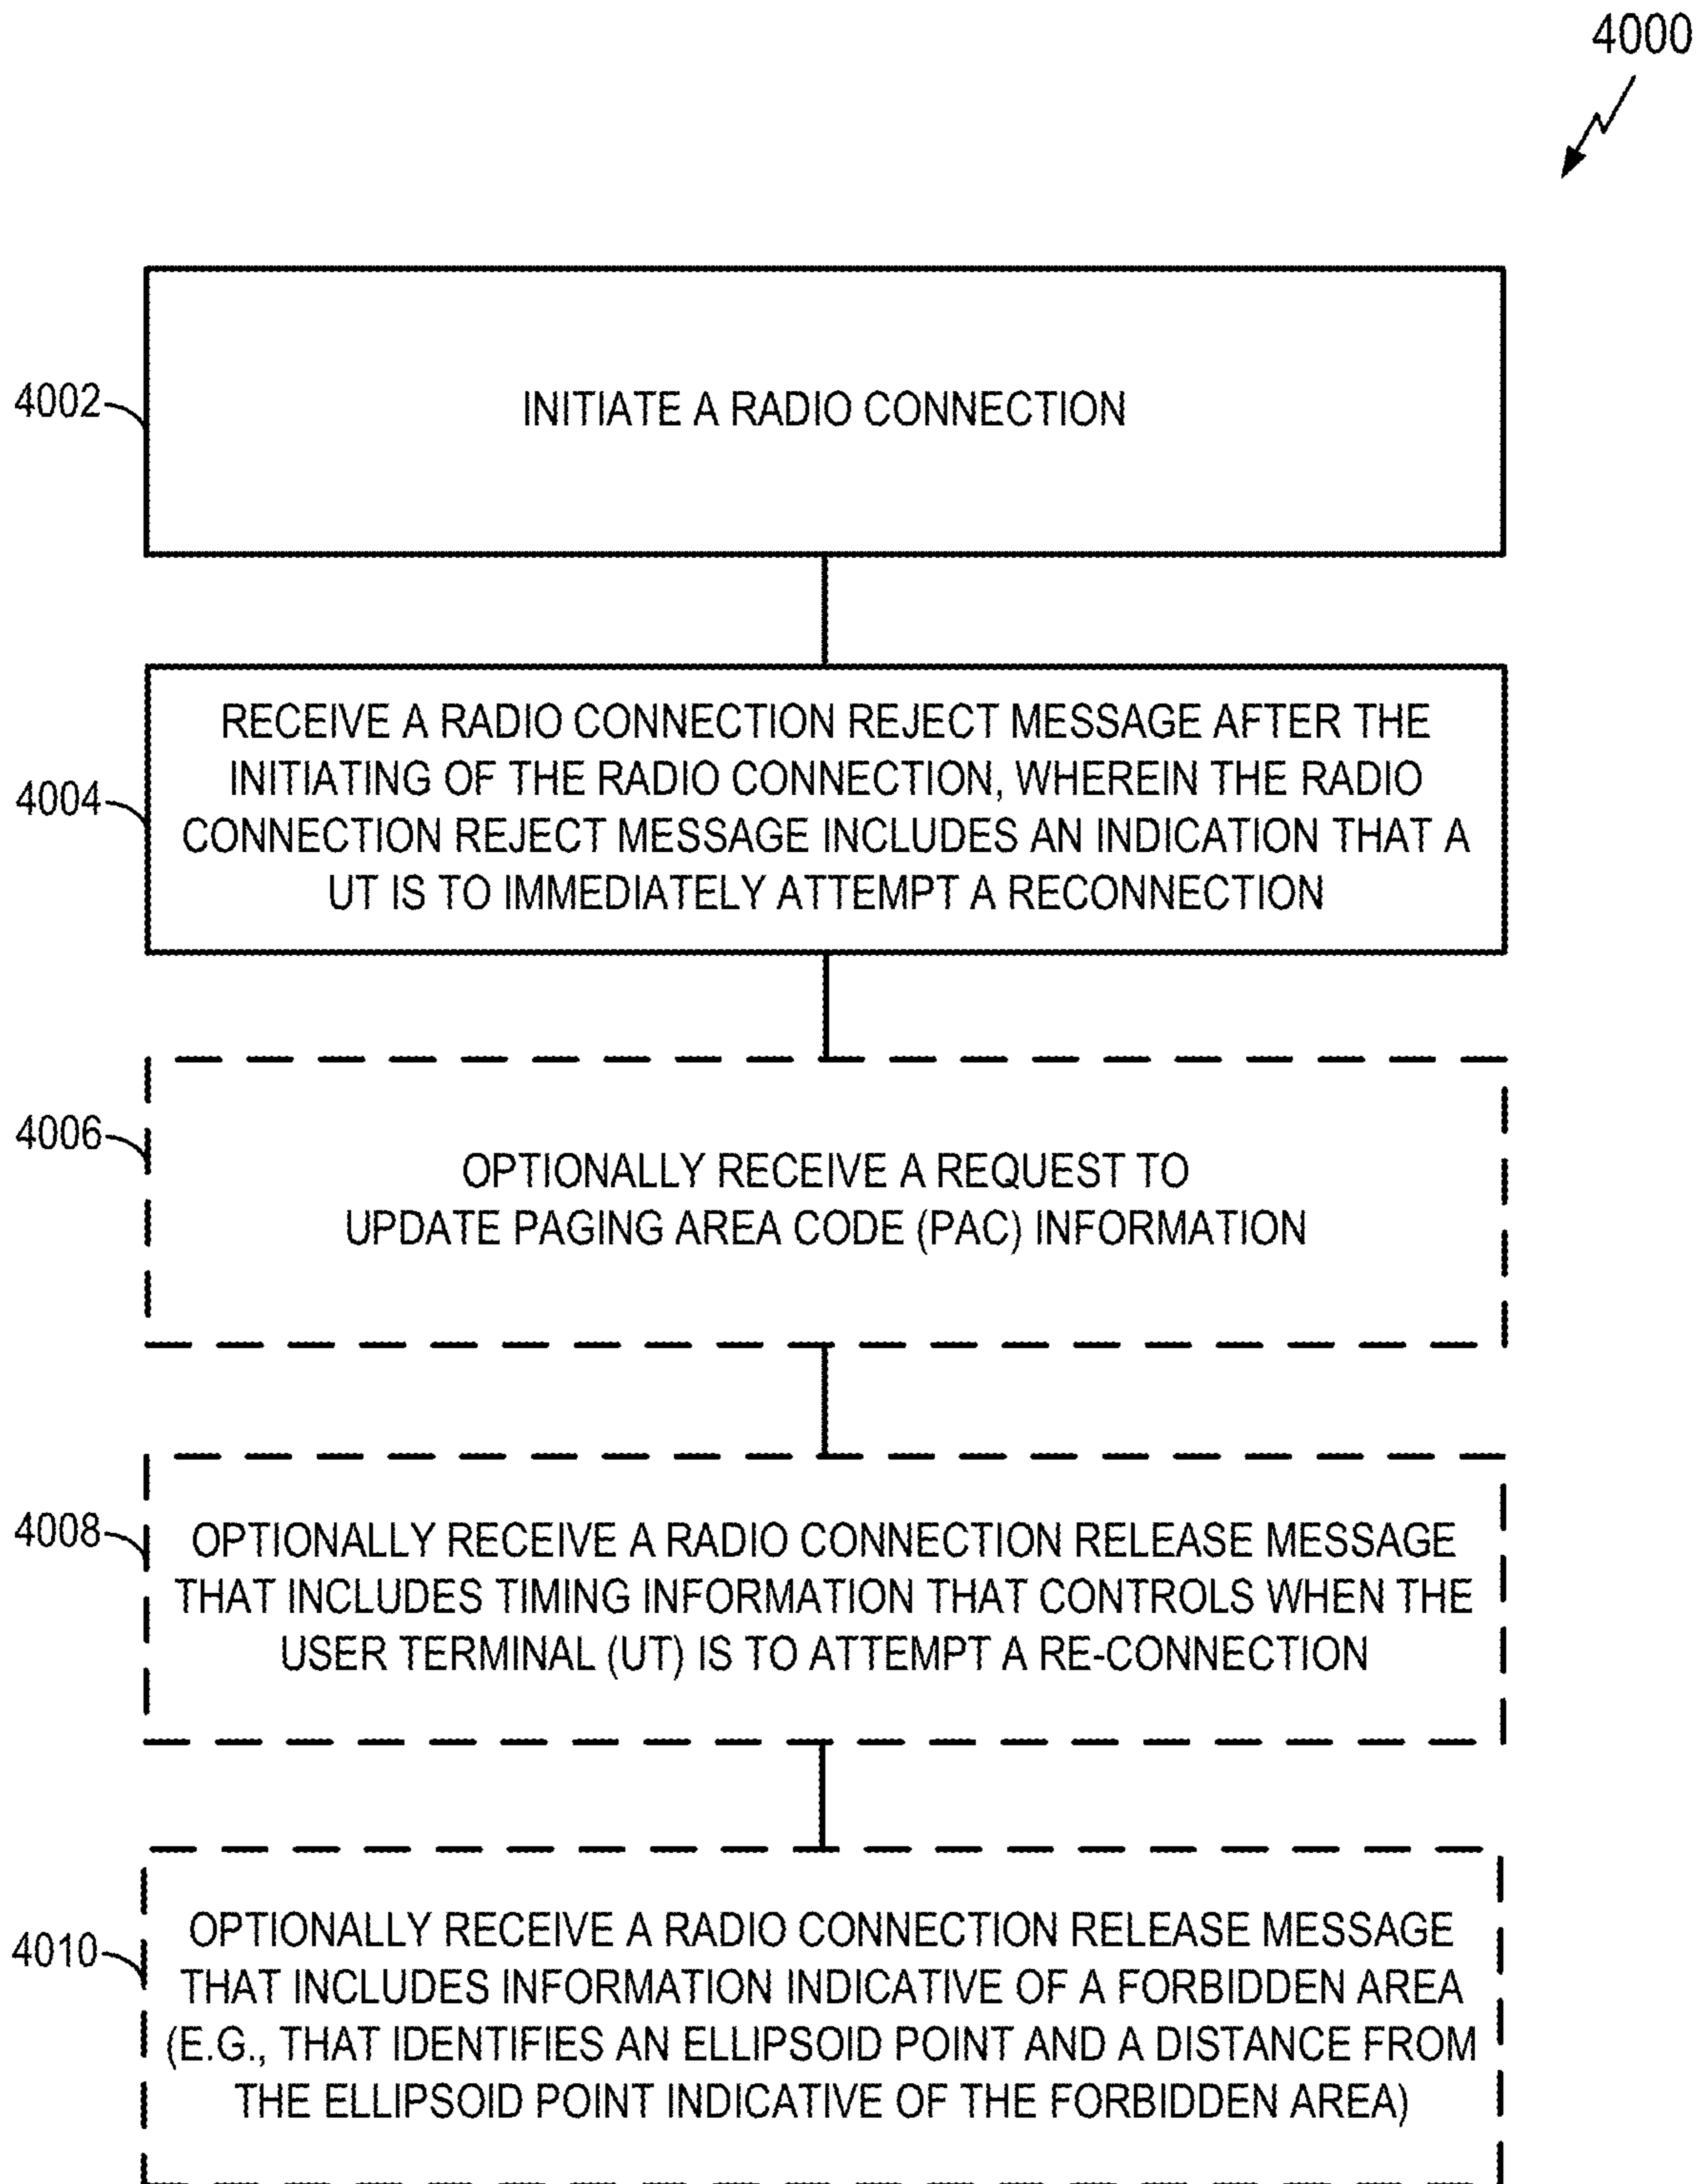 4000
4002
INITIATE A RADIO CONNECTION
4004
RECEIVE A RADIO CONNECTION REJECT MESSAGE AFTER THE
INITIATING OF THE RADIO CONNECTION, WHEREIN THE RADIO
CONNECTION REJECT MESSAGE INCLUDES AN INDICATION THAT A
UT IS TO IMMEDIATELY ATTEMPT A RECONNECTION
4006
OPTIONALLY RECEIVE A REQUEST TO
UPDATE PAGING AREA CODE (PAC) INFORMATION
4008
OPTIONALLY RECEIVE A RADIO CONNECTION RELEASE MESSAGE
THAT INCLUDES TIMING INFORMATION THAT CONTROLS WHEN THE
USER TERMINAL (UT) IS TO ATTEMPT A RE-CONNECTION
4010
OPTIONALLY RECEIVE A RADIO CONNECTION RELEASE MESSAGE
THAT INCLUDES INFORMATION INDICATIVE OF A FORBIDDEN AREA
(E.G., THAT IDENTIFIES AN ELLIPSOID POINT AND A DISTANCE FROM
THE ELLIPSOID POINT INDICATIVE OF THE FORBIDDEN AREA)